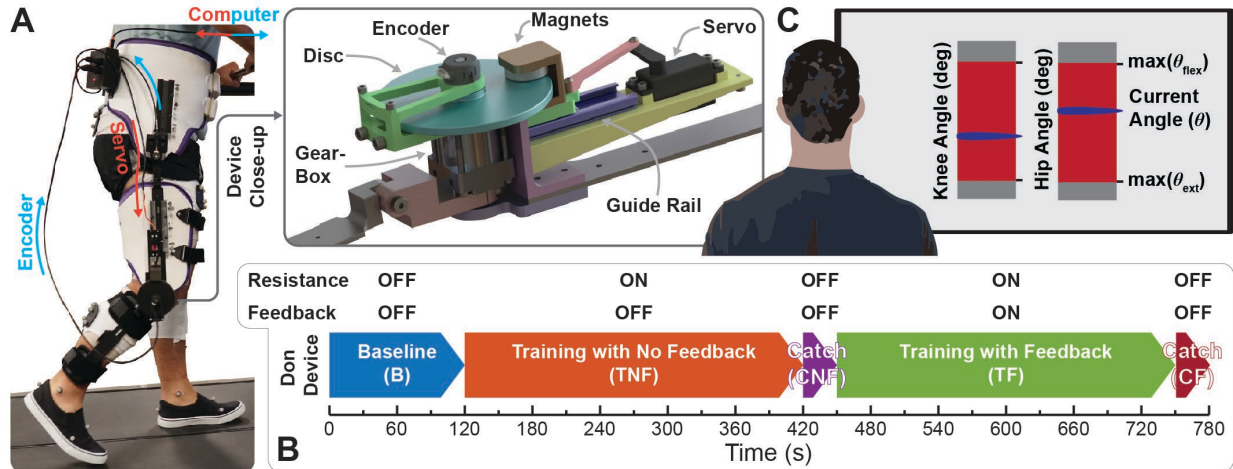 A
Computer
Servo
Encoder
Device
Close-up
Disc
Encoder
Magnets
Servo
Gear-
Box
Guide Rail
C
Knee Angle (deg)
Hip Angle (deg)
max(θflex)
Current
Angle (θ)
max(θext)
Resistance OFF ON OFF ON OFF
Feedback OFF OFF OFF ON OFF
Don
Device
Baseline
(B)
Training with No Feedback
(TNF)
Catch
(CNF)
Training with Feedback
(TF)
Catch
(CF)
0 60 120 180 240 300 360 420 480 540 600 660 720 780
Time (s)
B